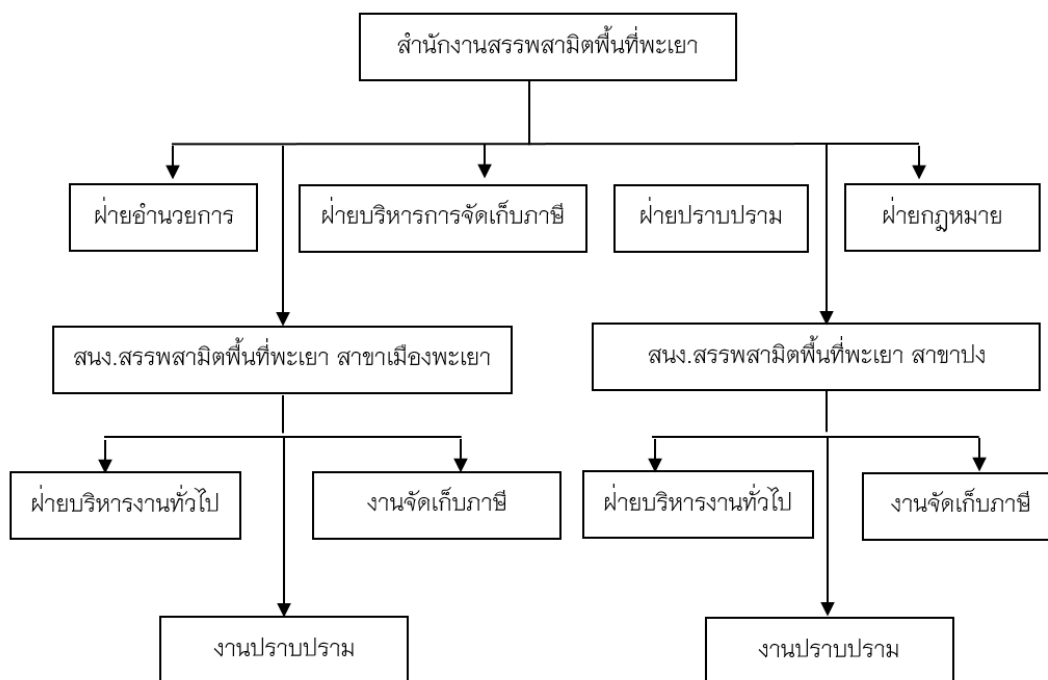 สำนักงานสรรพสามิตพื้นที่พะเยา
ฝ่ายอำนวยการ
ฝ่ายบริหารการจัดเก็บภาษี
ฝ่ายปราบปราม
ฝ่ายกฎหมาย
สนง.สรรพสามิตพื้นที่พะเยา สาขาเมืองพะเยา
สนง.สรรพสามิตพื้นที่พะเยา สาขาปง
ฝ่ายบริหารงานทั่วไป
งานจัดเก็บภาษี
ฝ่ายบริหารงานทั่วไป
งานจัดเก็บภาษี
งานปราบปราม
งานปราบปราม